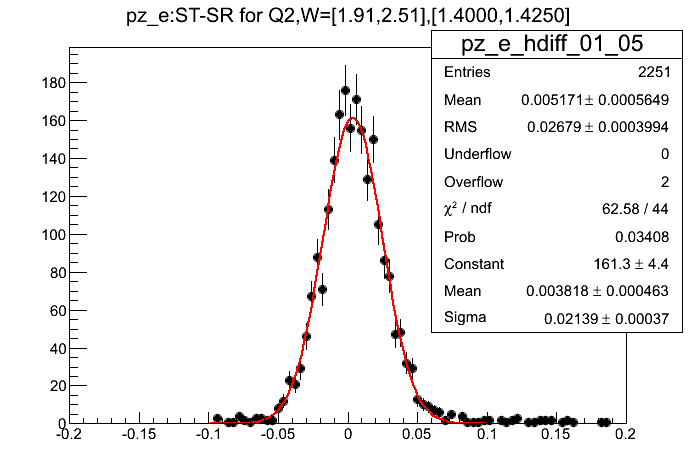 pz_e:ST-SR for Q2,W=[1.91,2.51],[1.4000,1.4250]
pz_e_hdiff_01_05
Entries 2251
Mean 0.005171± 0.0005649
RMS 0.02679± 0.0003994
Underflow 0
Overflow 2
χ² / ndf 62.58 / 44
Prob 0.03408
Constant 161.3 ± 4.4
Mean 0.003818 ± 0.000463
Sigma 0.02139 ± 0.00037
180
160
140
120
100
80
60
40
20
0
-0.2 -0.15 -0.1 -0.05 0 0.05 0.1 0.15 0.2